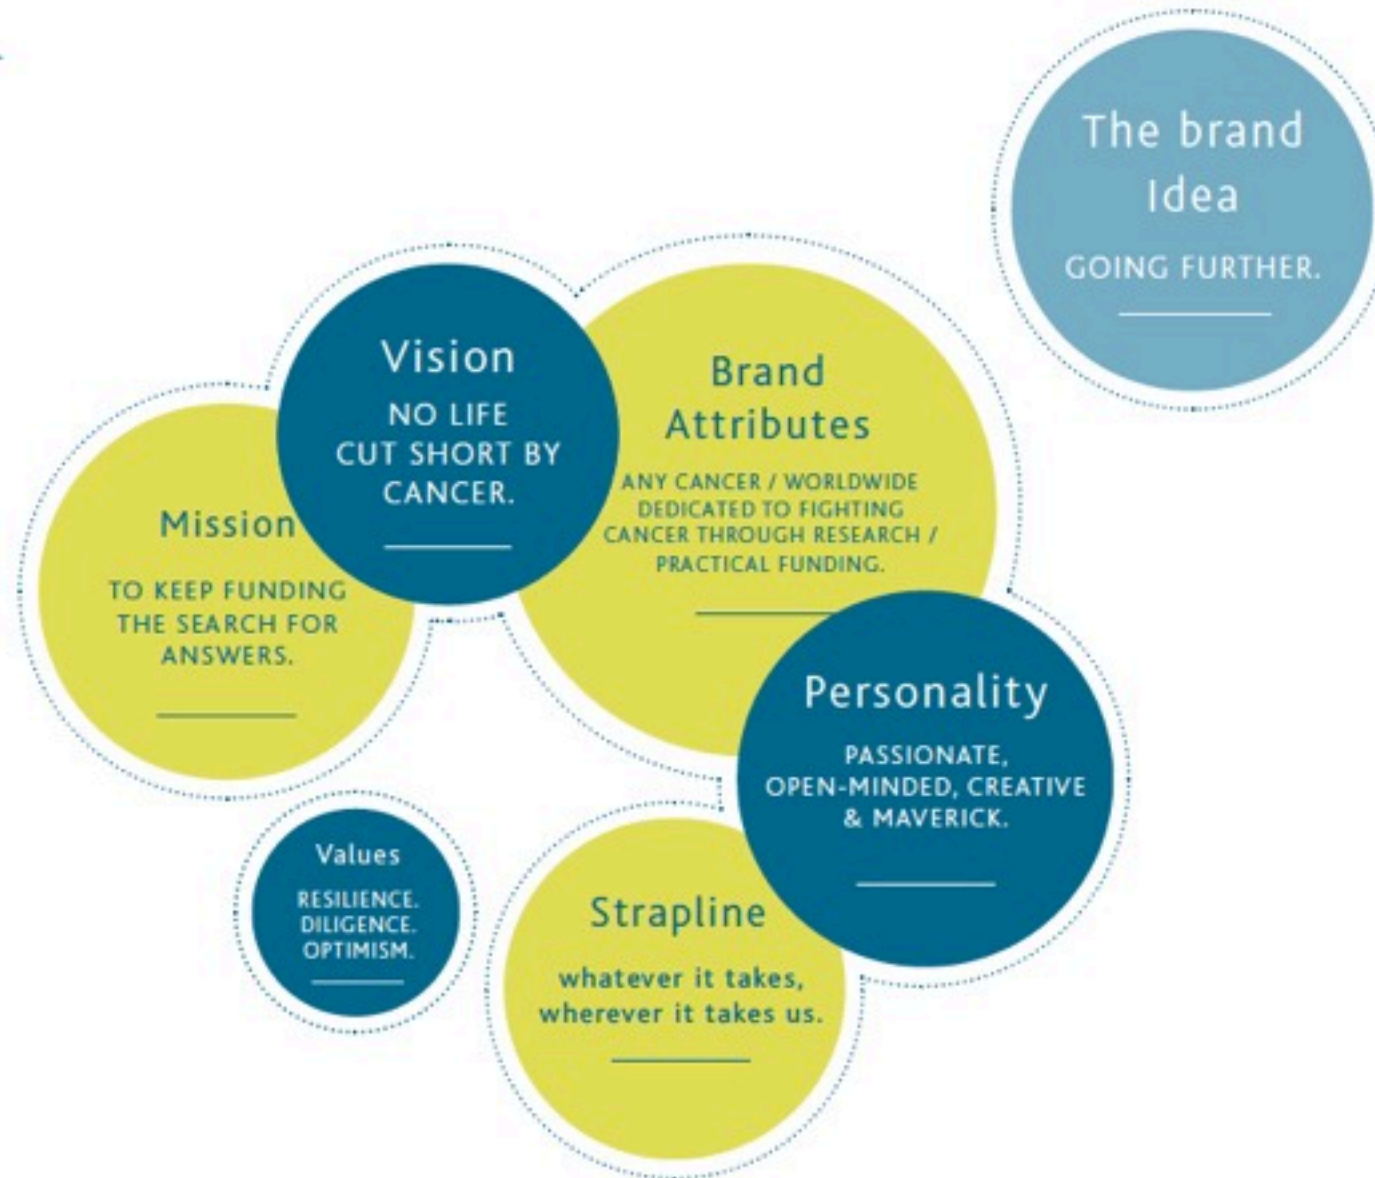 The brand
Idea
GOING FURTHER.
Vision
NO LIFE
CUT SHORT BY
CANCER.
Brand
Attributes
ANY CANCER / WORLDWIDE
DEDICATED TO FIGHTING
CANCER THROUGH RESEARCH /
PRACTICAL FUNDING.
Mission
TO KEEP FUNDING
THE SEARCH FOR
ANSWERS.
Personality
PASSIONATE,
OPEN-MINDED, CREATIVE
& MAVERICK.
Values
RESILIENCE.
DILIGENCE.
OPTIMISM.
Strapline
whatever it takes,
wherever it takes us.